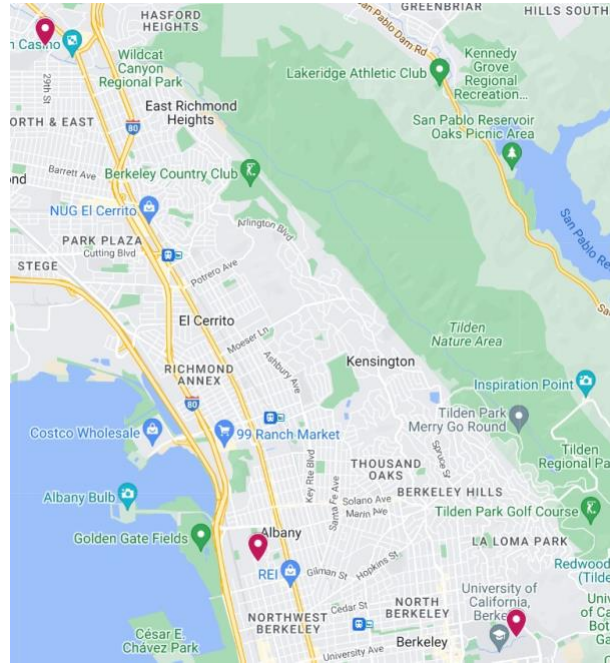 HASFORD
HEIGHTS
GREENBRIAR
HILLS SOUTH
n Casino
Wildcat
Canyon
Regional Park
San Pablo Dam Rd
Lakeridge Athletic Club
Kennedy
Grove
Regional
Recreation...
29th St
East Richmond
Heights
ORTH & EAST
80
San Pablo Reservoir
Oaks Picnic Area
Barrett Ave
ond
Berkeley Country Club
NUG El Cerrito
Arlington Blvd
San Pablo Re
PARK PLAZA
Cutting Blvd
STEGE
Potrero Ave
Sa
El Cerrito
Moeser Ln
Tilden
Nature Area
Kensington
Ashbury Ave
RICHMOND
ANNEX
80
Inspiration Point
Tilden Park
Merry Go Round
Costco Wholesale
99 Ranch Market
Spruce St
Tilden
Regional Pa
Key Rte Blvd
THOUSAND
OAKS
Santa Fe Ave
BERKELEY HILLS
Albany Bulb
Solano Ave
Marin Ave
Tilden Park Golf Course
Golden Gate Fields
Albany
LA LOMA PARK
REI
Gilman St
Hopkins St
Redwood
(Tilde
University of
California,
Berke
Univ
of Ca
Bot
Ga
Cedar St
NORTHWEST
BERKELEY
NORTH
BERKELEY
César E.
Chávez Park
University Ave
Berkeley